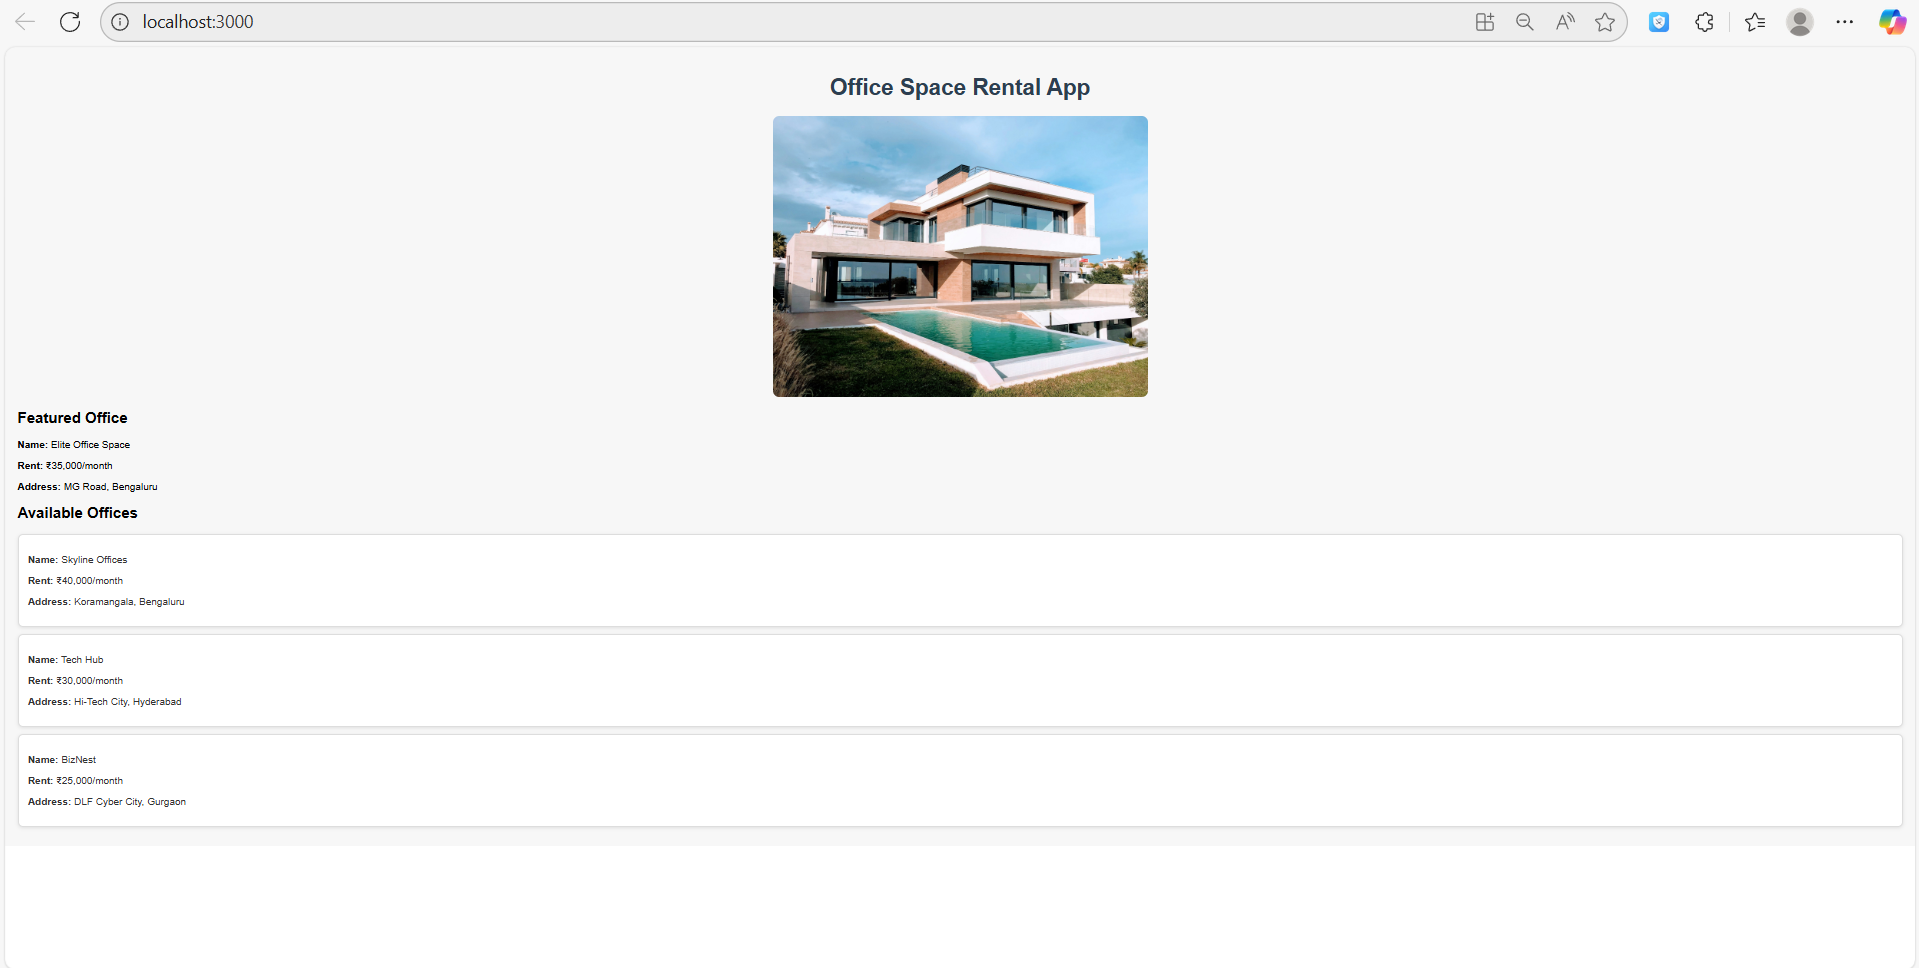 localhost:3000
Office Space Rental App
Featured Office
Name: Elite Office Space
Rent: ₹35,000/month
Address: MG Road, Bengaluru
Available Offices
Name: Skyline Offices
Rent: ₹40,000/month
Address: Koramangala, Bengaluru
Name: Tech Hub
Rent: ₹30,000/month
Address: Hi-Tech City, Hyderabad
Name: BizNest
Rent: ₹25,000/month
Address: DLF Cyber City, Gurgaon